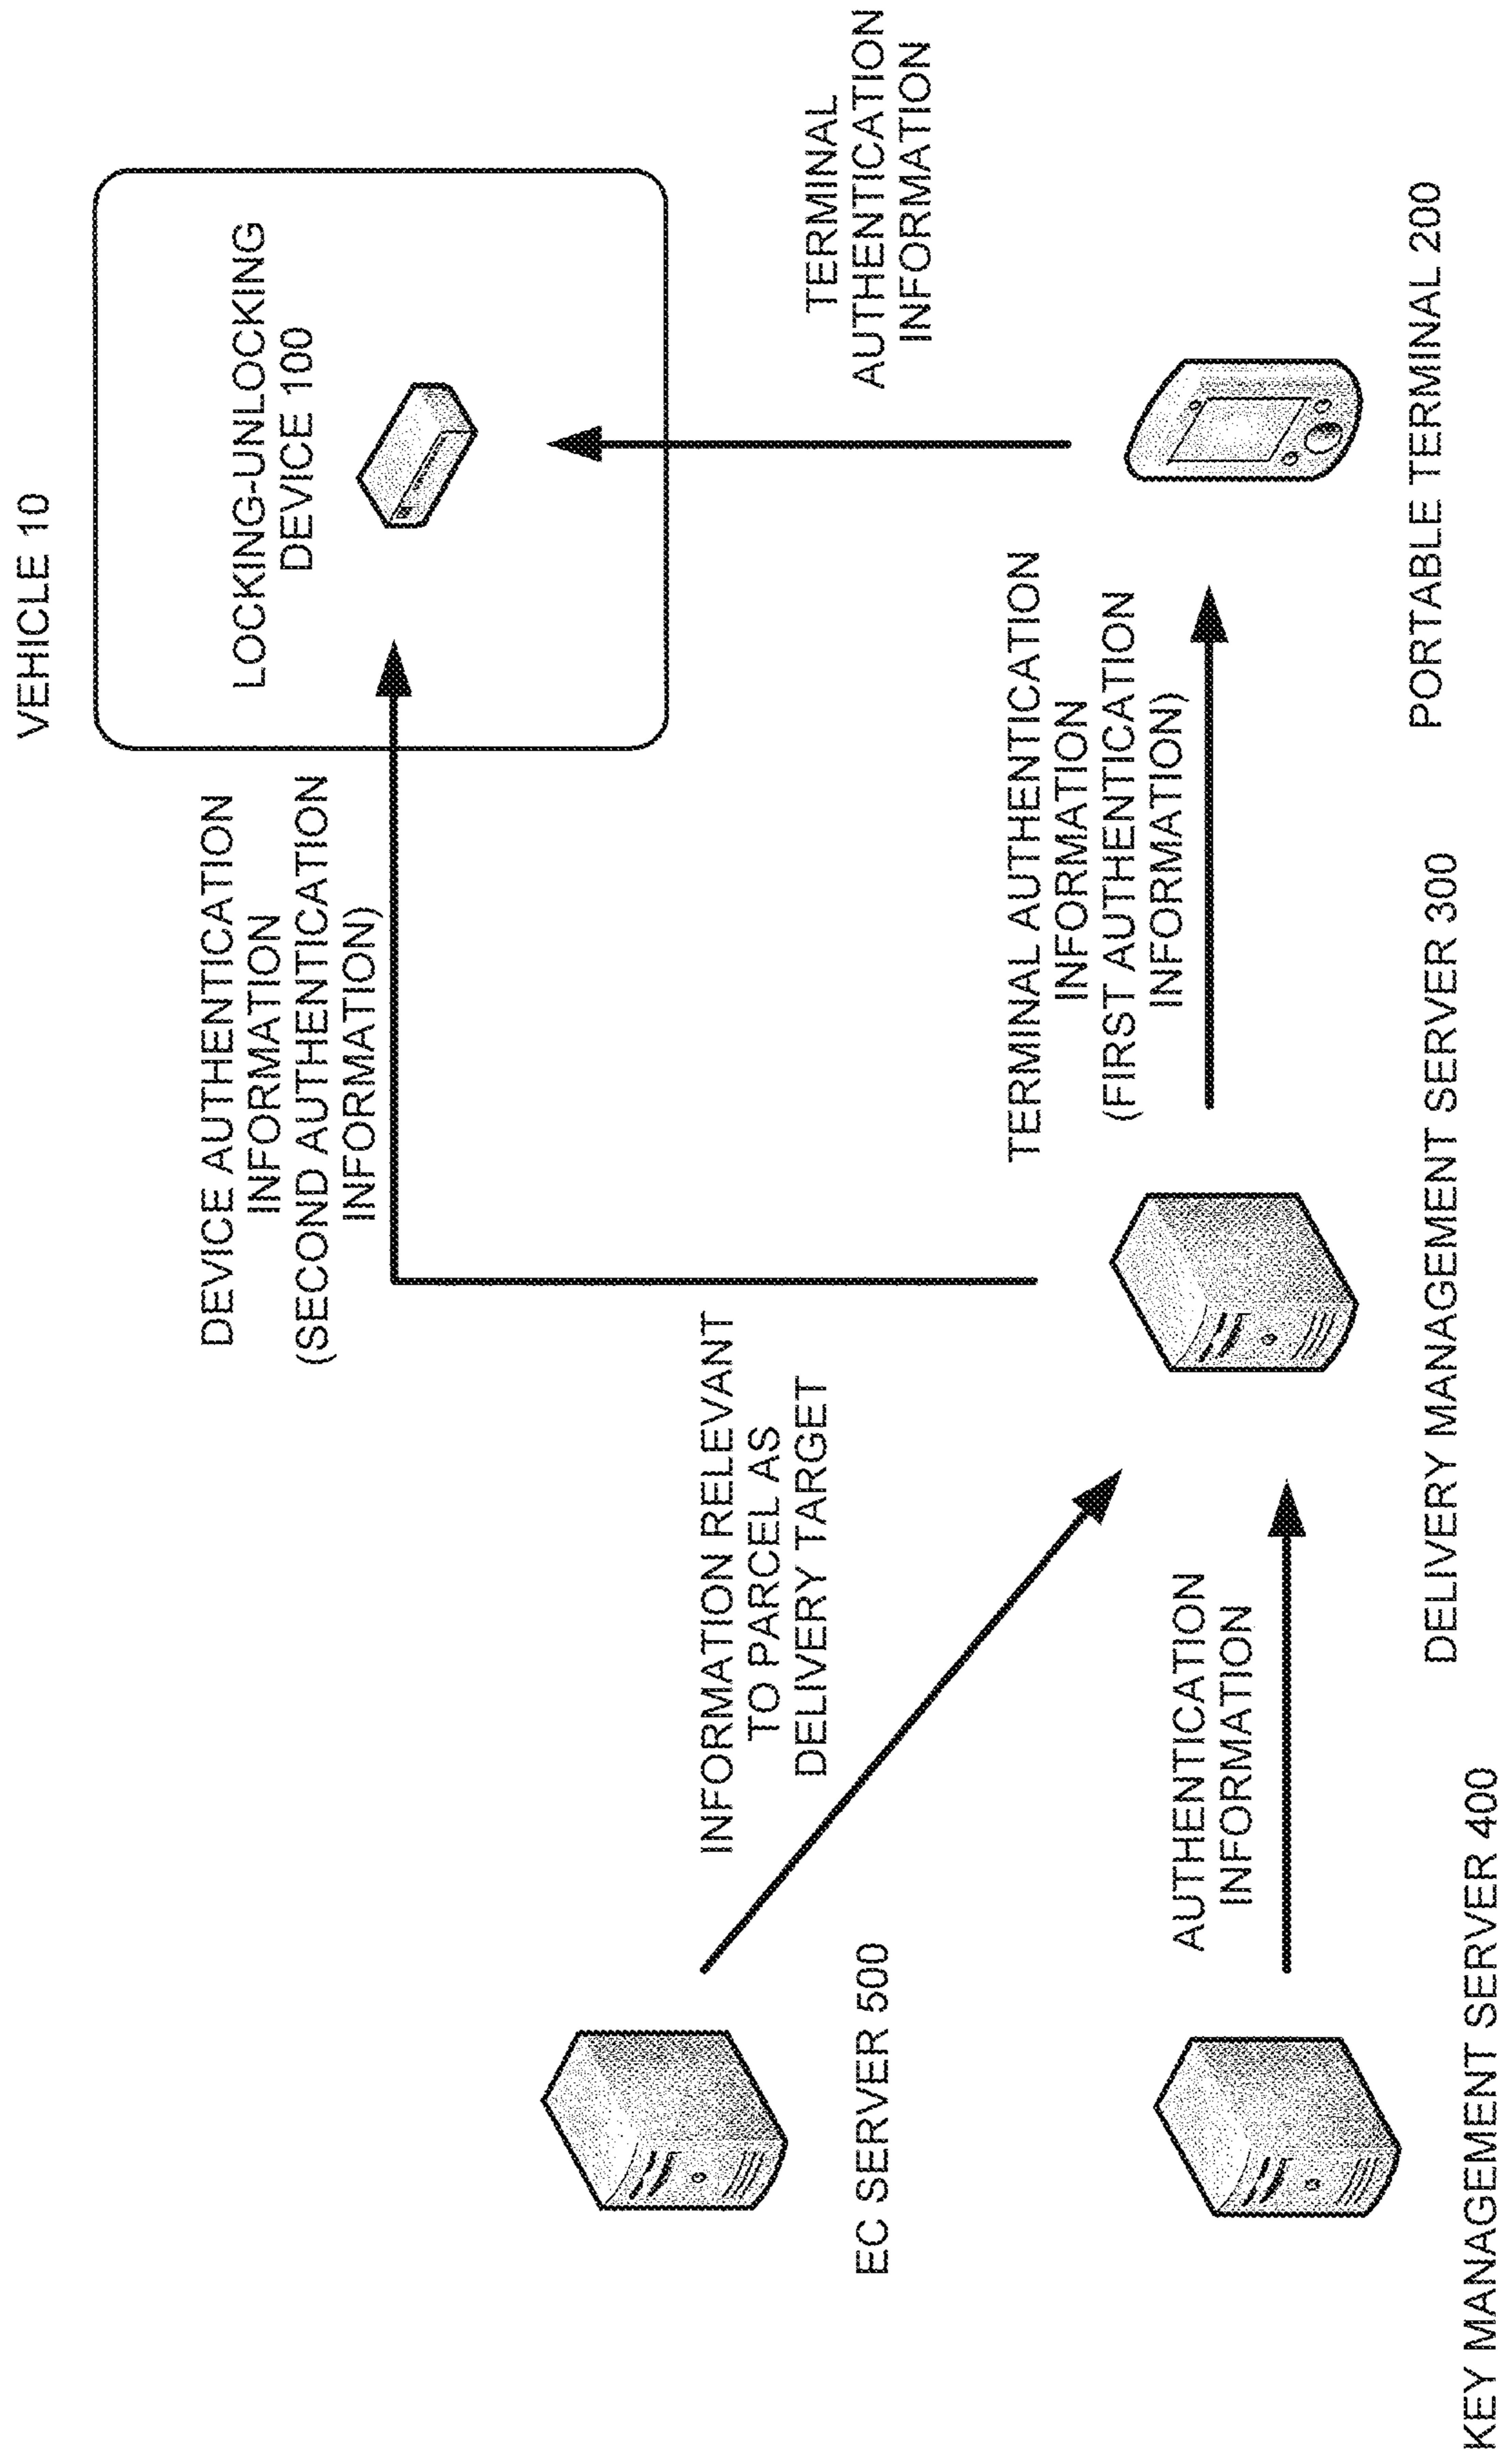 VEHICLE 10
LOCKING-UNLOCKING
DEVICE 100
DEVICE AUTHENTICATION
INFORMATION
(SECOND AUTHENTICATION
INFORMATION)
TERMINAL
AUTHENTICATION
INFORMATION
INFORMATION RELEVANT
TO PARCEL AS
DELIVERY TARGET
EC SERVER 500
TERMINAL AUTHENTICATION
INFORMATION
(FIRST AUTHENTICATION
INFORMATION)
AUTHENTICATION
INFORMATION
KEY MANAGEMENT SERVER 400
DELIVERY MANAGEMENT SERVER 300
PORTABLE TERMINAL 200